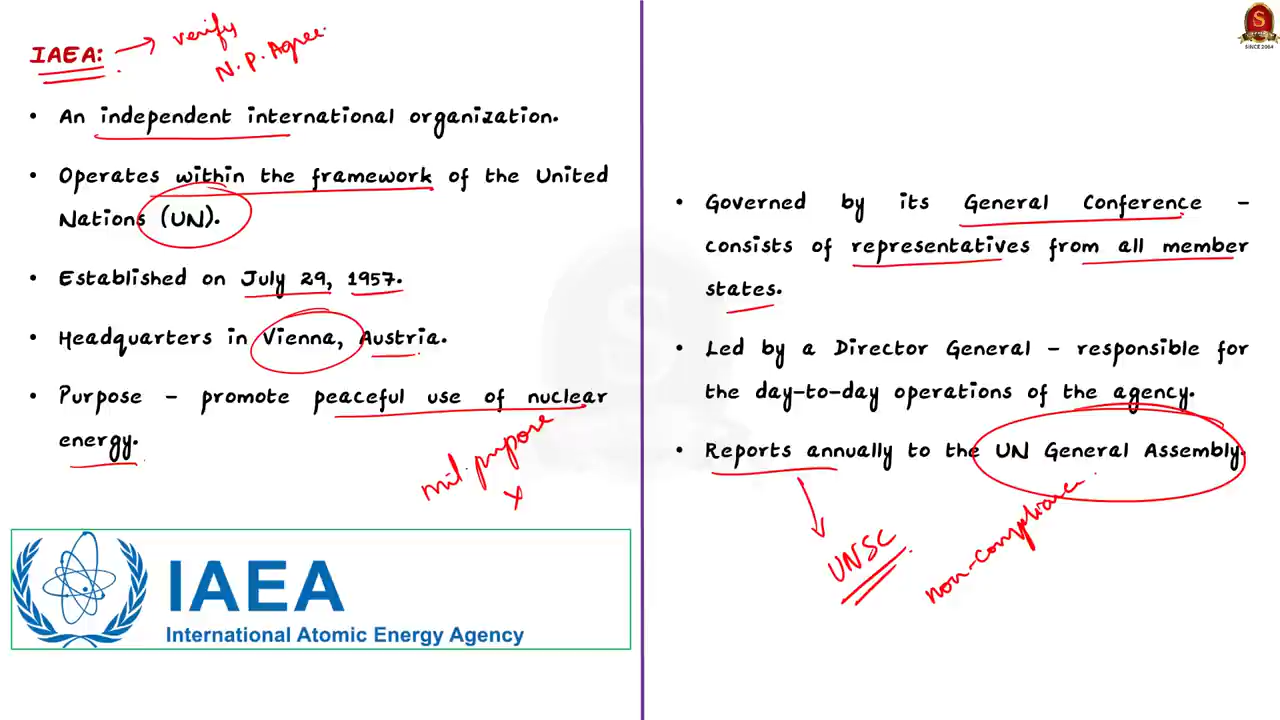 IAEA:
→ verify
N.P. Agree
• An independent international organization.
• Operates within the framework of the United
Nations (UN).
• Established on July 29, 1957.
• Headquarters in Vienna, Austria.
• Purpose – promote peaceful use of nuclear
energy.
mil. purpose
x
IAEA
International Atomic Energy Agency
S
SINCE 2004
• Governed by its General Conference –
consists of representatives from all member
states.
• Led by a Director General – responsible for
the day-to-day operations of the agency.
• Reports annually to the UN General Assembly.
UNSC
non-compliance